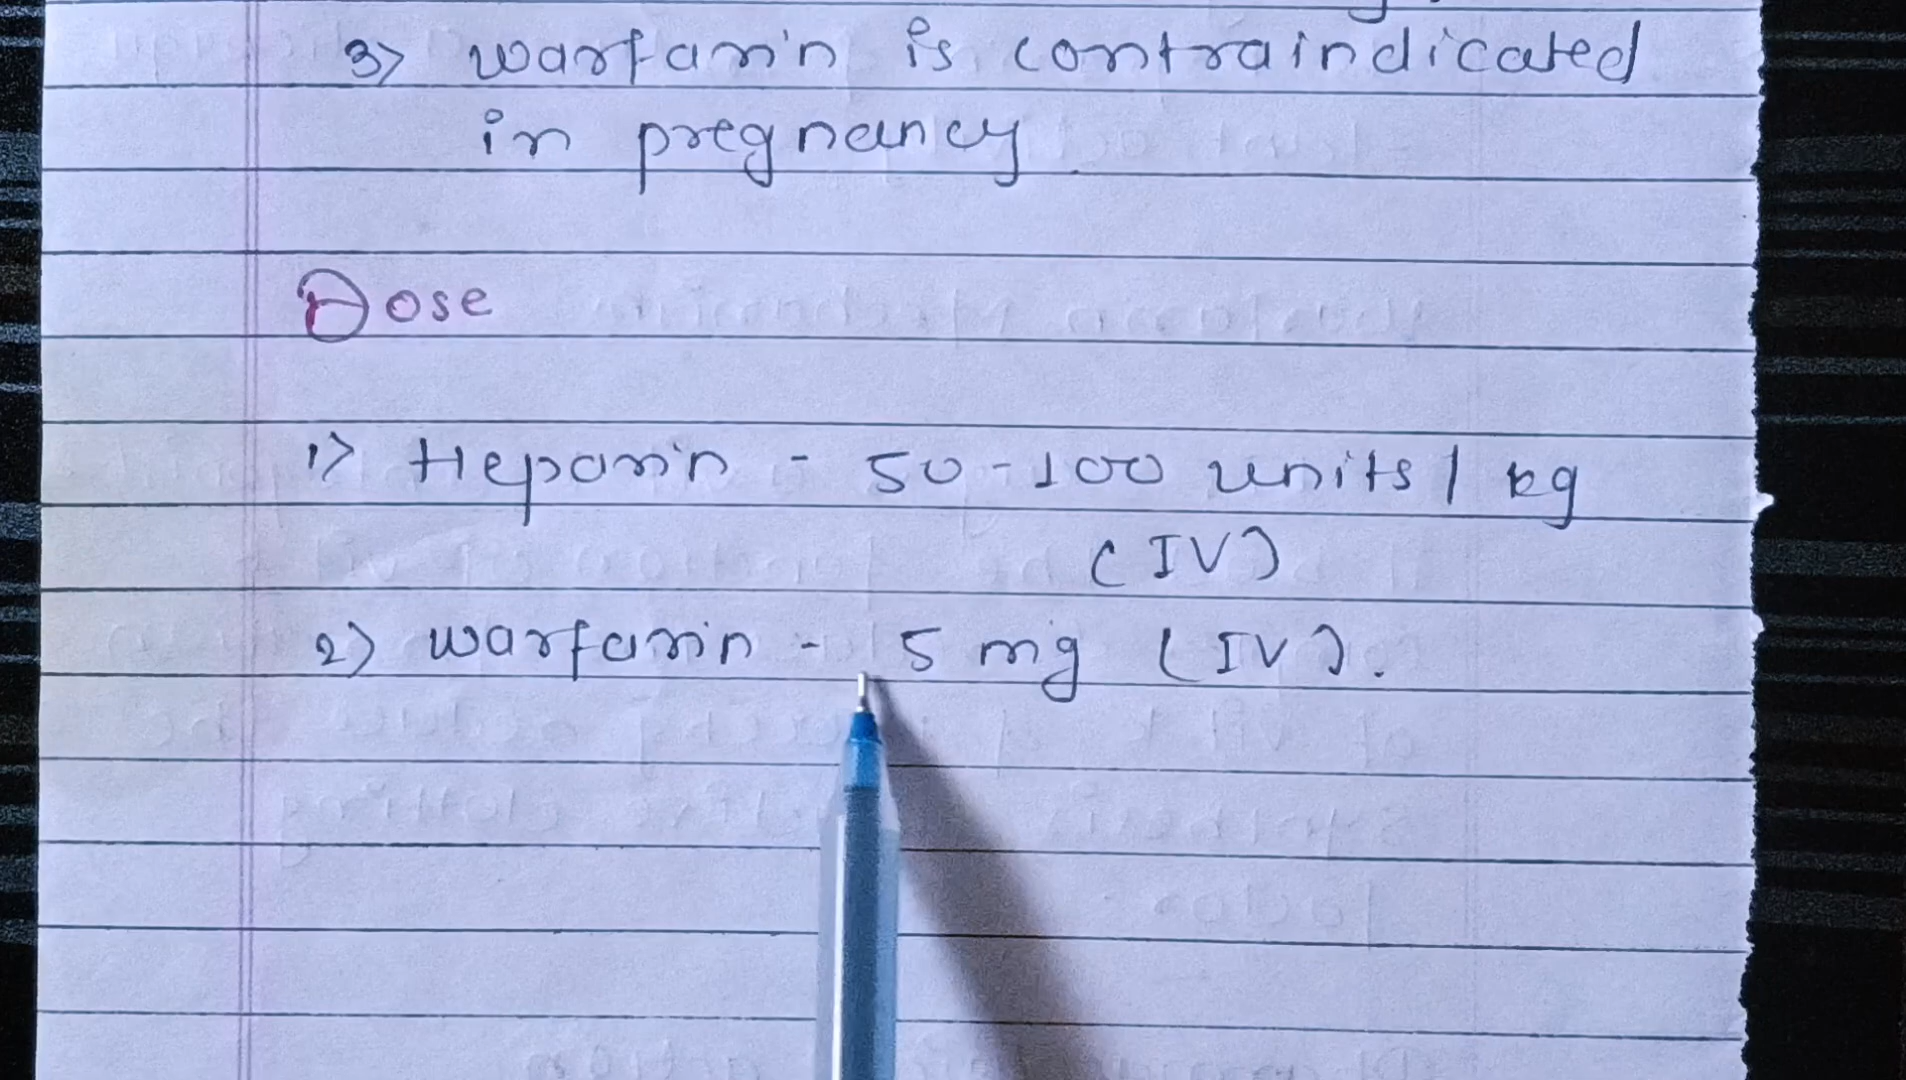 3) warfarin is contraindicated
in pregnancy
Dose
1) Heparin - 50-100 units / kg
(IV)
2) warfarin - 5 mg (IV).